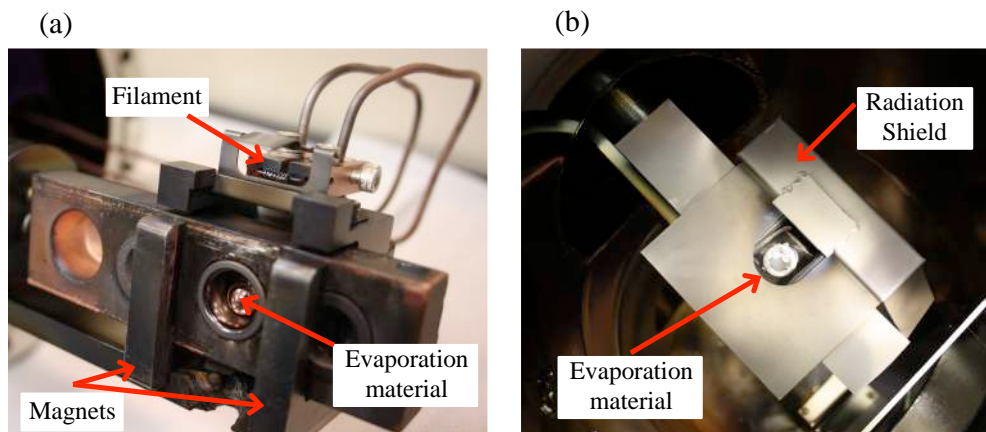 (a)
(b)
Filament
Radiation
Shield
Evaporation
material
Magnets
Evaporation
material